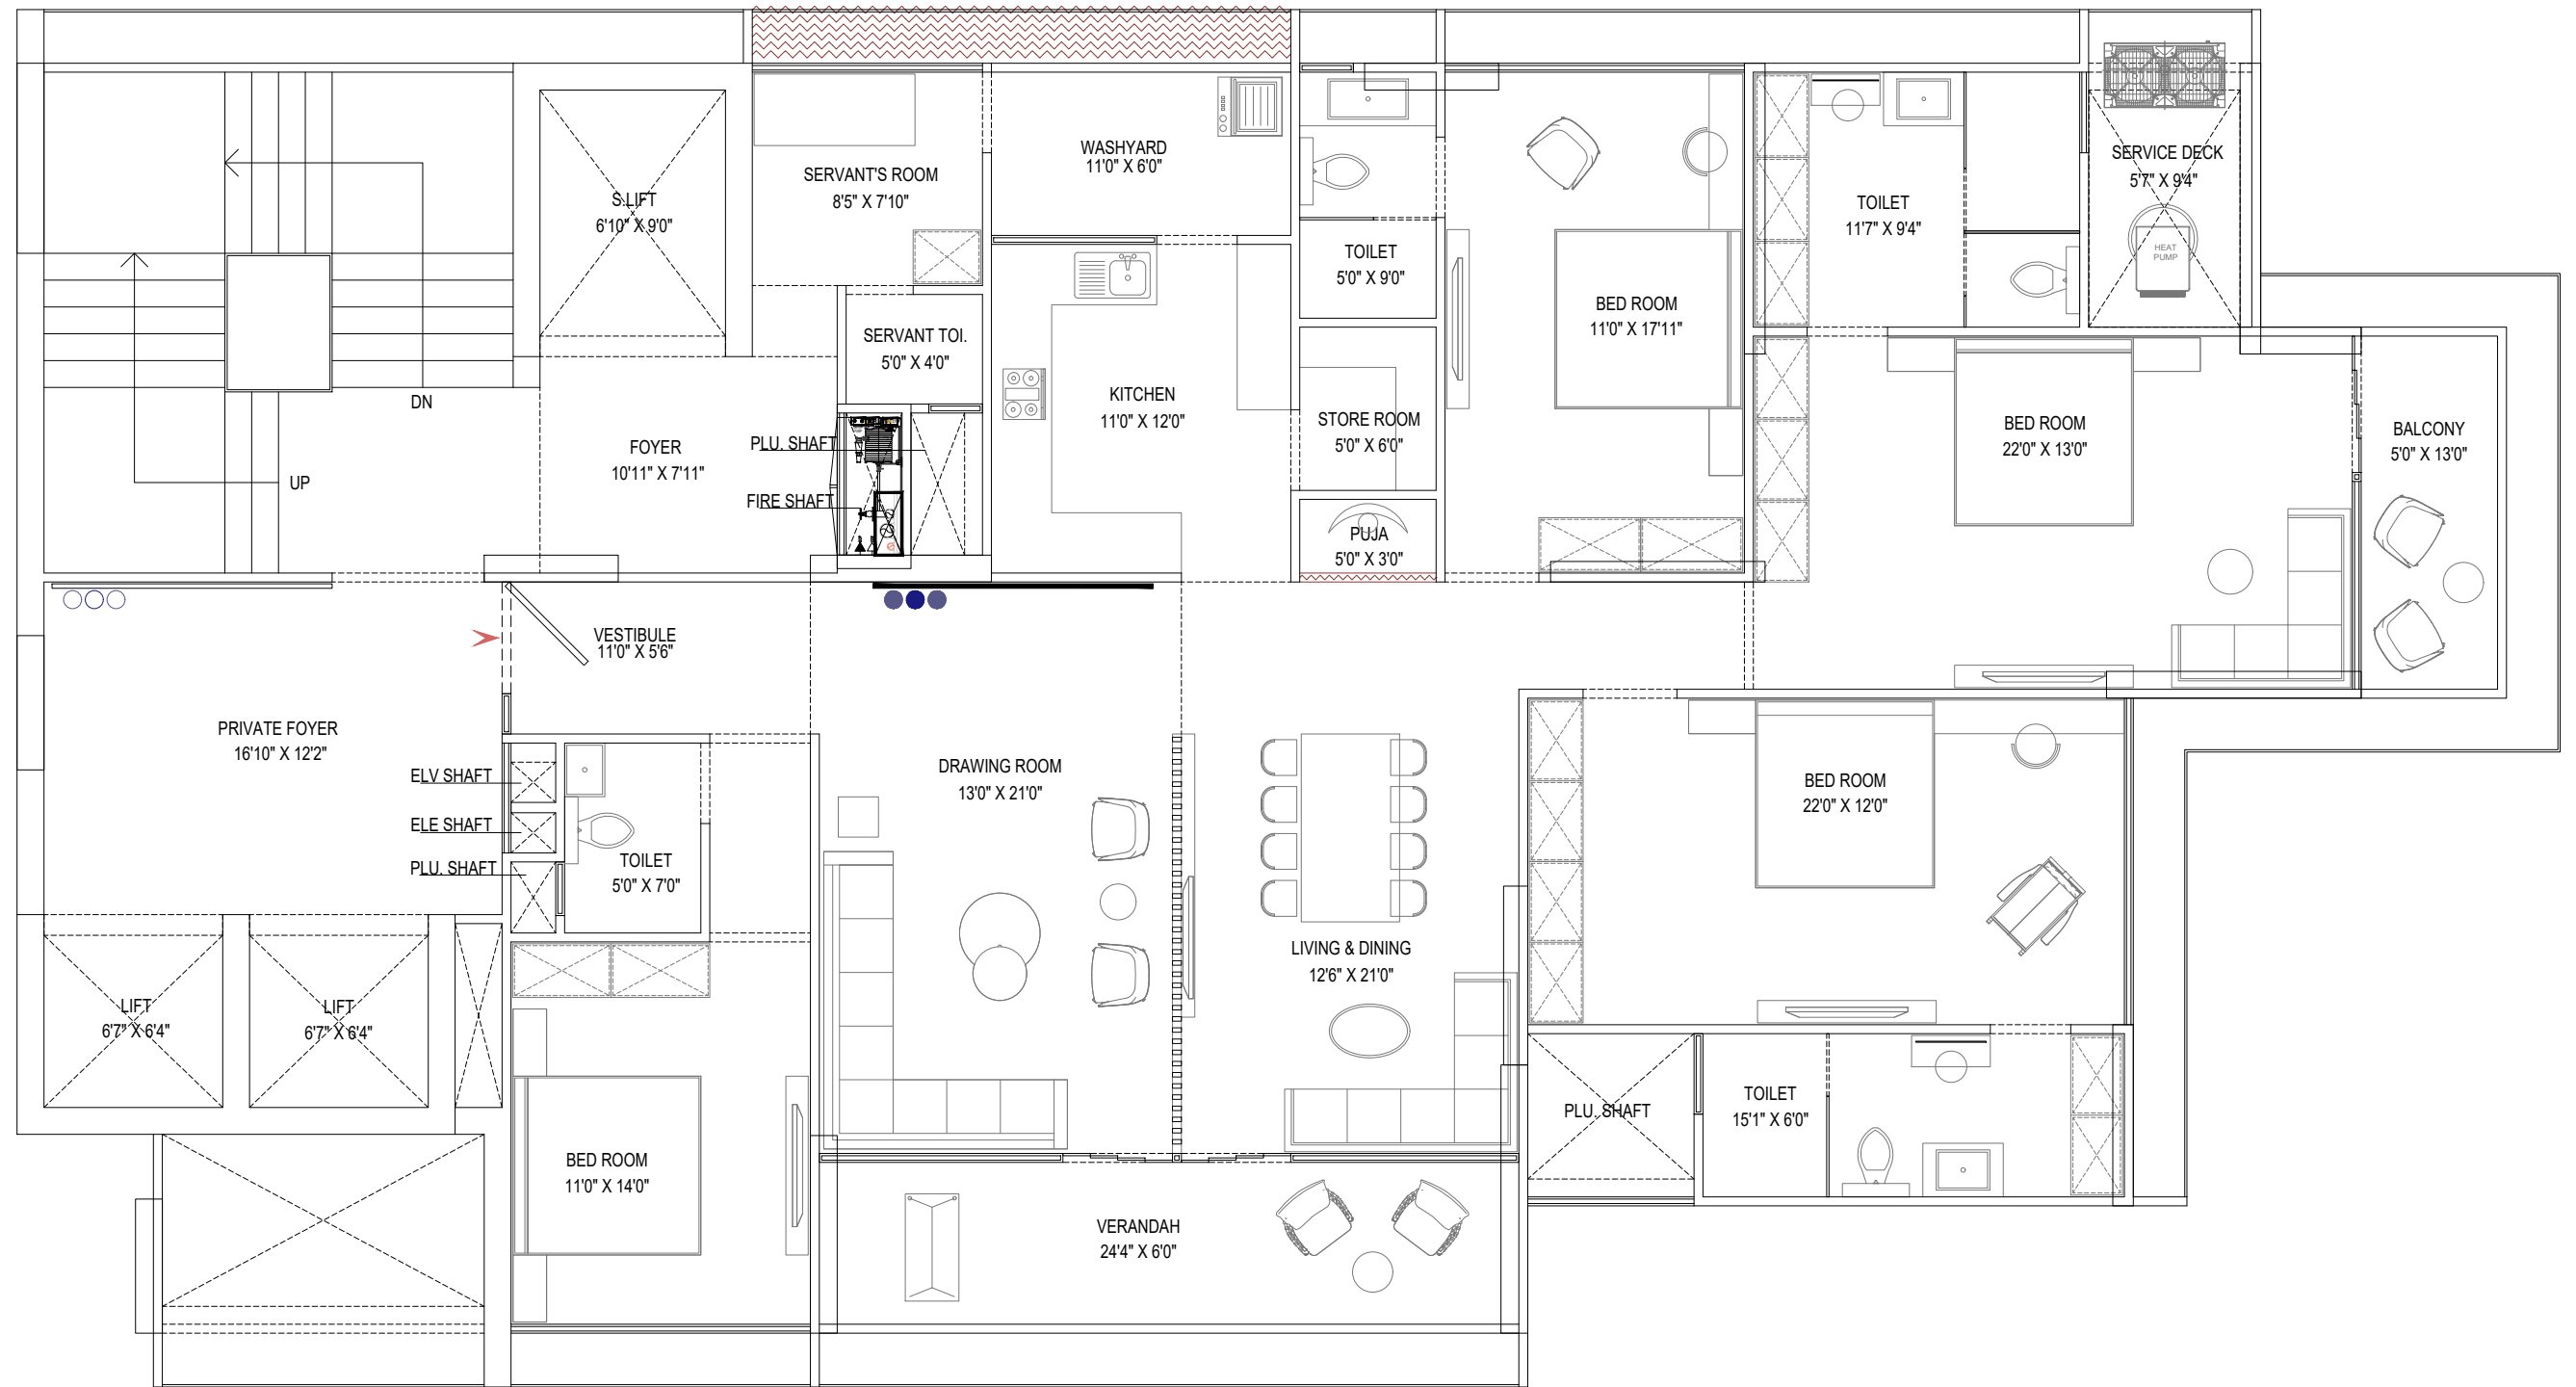 WASHYARD
11'0" X 6'0"
SERVANT'S ROOM
8'5" X 7'10"
S.LIFT
6'10" X 9'0"
SERVICE DECK
5'7" X 9'4"
TOILET
11'7" X 9'4"
HEAT
PUMP
TOILET
5'0" X 9'0"
BED ROOM
11'0" X 17'11"
SERVANT TOI.
5'0" X 4'0"
DN
KITCHEN
11'0" X 12'0"
STORE ROOM
5'0" X 6'0"
BED ROOM
22'0" X 13'0"
BALCONY
5'0" X 13'0"
FOYER
10'11" X 7'11"
PLU. SHAFT
UP
FIRE SHAFT
PUJA
5'0" X 3'0"
VESTIBULE
11'0" X 5'6"
PRIVATE FOYER
16'10" X 12'2"
ELV SHAFT
ELE SHAFT
PLU. SHAFT
TOILET
5'0" X 7'0"
DRAWING ROOM
13'0" X 21'0"
BED ROOM
22'0" X 12'0"
LIVING & DINING
12'6" X 21'0"
LIFT
6'7" X 6'4"
LIFT
6'7" X 6'4"
PLU. SHAFT
TOILET
15'1" X 6'0"
BED ROOM
11'0" X 14'0"
VERANDAH
24'4" X 6'0"